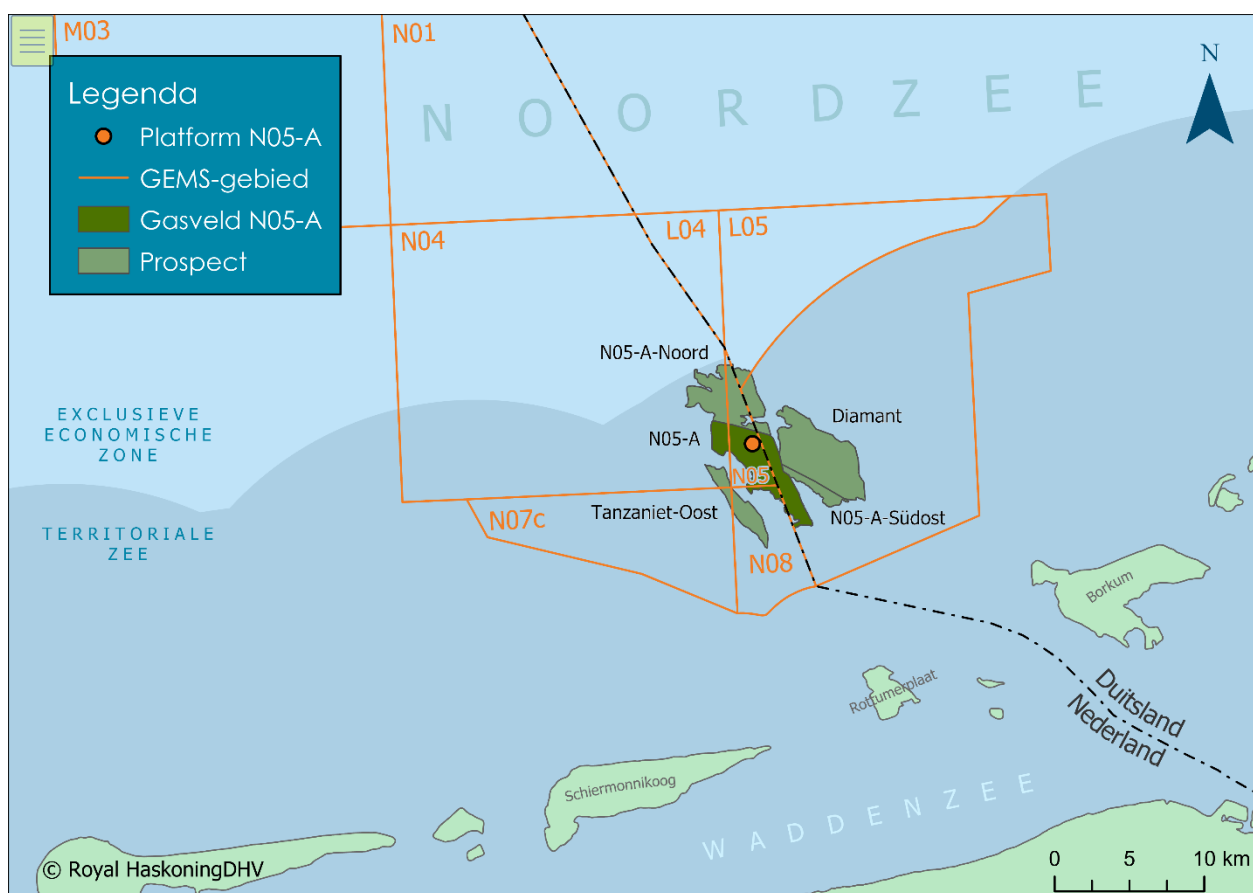 M03
N01
N
NOORDZEE
Legenda
Platform N05-A
GEMS-gebied
Gasveld N05-A
Prospect
N04
L04
L05
N05-A-Noord
EXCLUSIEVE
ECONOMISCHE
ZONE
Diamant
N05-A
N05
Tanzaniet-Oost
N05-A-Südost
N07c
TERRITORIALE
ZEE
N08
Borkum
Rottumerplaat
Duitsland
Nederland
Schiermonnikoog
WADDENZEE
© Royal HaskoningDHV
0 5 10 km